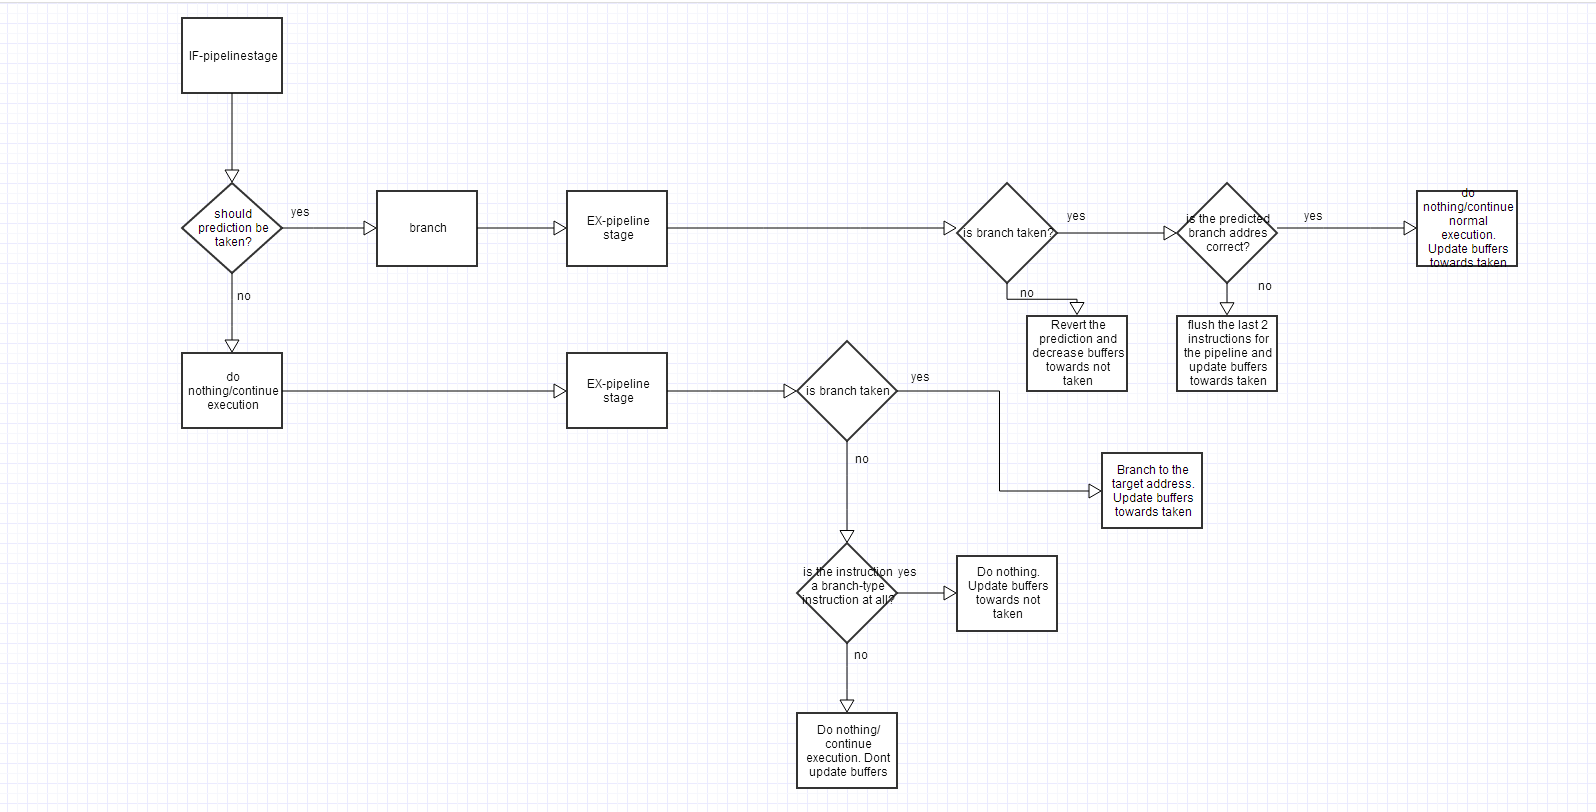 IF-pipelinestage
should
prediction be
taken?
yes
branch
EX-pipeline
stage
is branch taken?
yes
is the predicted
branch addres
correct?
yes
do
nothing/continue
normal
execution.
Update buffers
towards taken
no
no
no
Revert the
prediction and
decrease buffers
towards not
taken
flush the last 2
instructions for
the pipeline and
update buffers
towards taken
do
nothing/continue
execution
EX-pipeline
stage
is branch taken
yes
no
Branch to the
target address.
Update buffers
towards taken
is the instruction
a branch-type
instruction at all?
yes
Do nothing.
Update buffers
towards not
taken
no
Do nothing/
continue
execution. Dont
update buffers